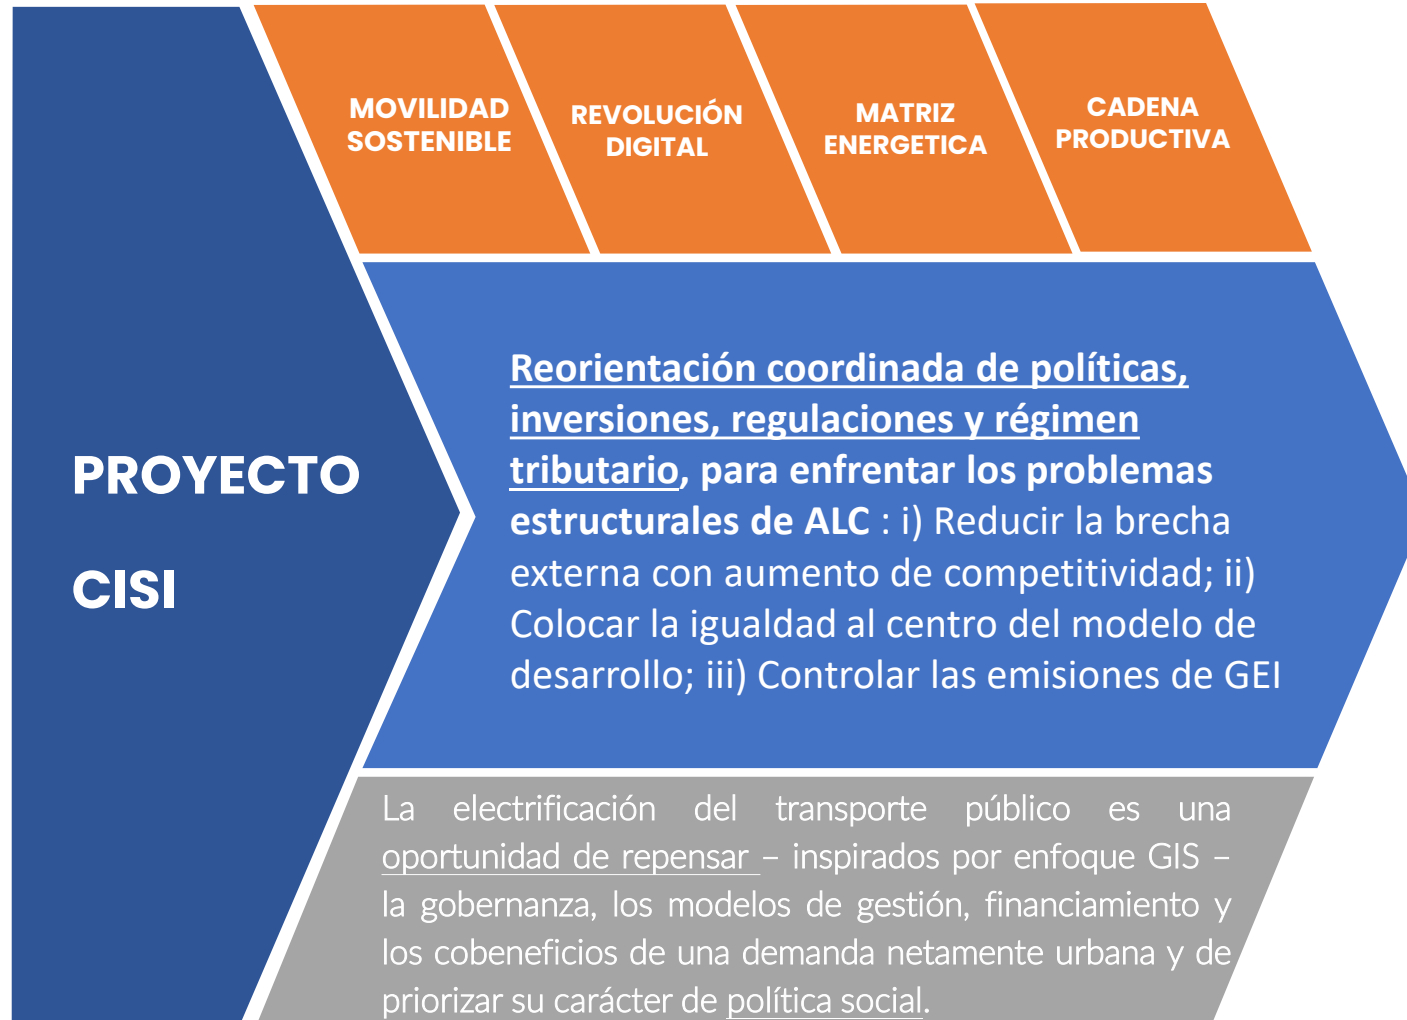 MOVILIDAD
SOSTENIBLE
REVOLUCIÓN
DIGITAL
MATRIZ
ENERGETICA
CADENA
PRODUCTIVA
PROYECTO
CISI
Reorientación coordinada de políticas,
inversiones, regulaciones y régimen
tributario, para enfrentar los problemas
estructurales de ALC : i) Reducir la brecha
externa con aumento de competitividad; ii)
Colocar la igualdad al centro del modelo de
desarrollo; iii) Controlar las emisiones de GEI
La electrificación del transporte público es una
oportunidad de repensar – inspirados por enfoque GIS –
la gobernanza, los modelos de gestión, financiamiento y
los cobeneficios de una demanda netamente urbana y de
priorizar su carácter de política social.